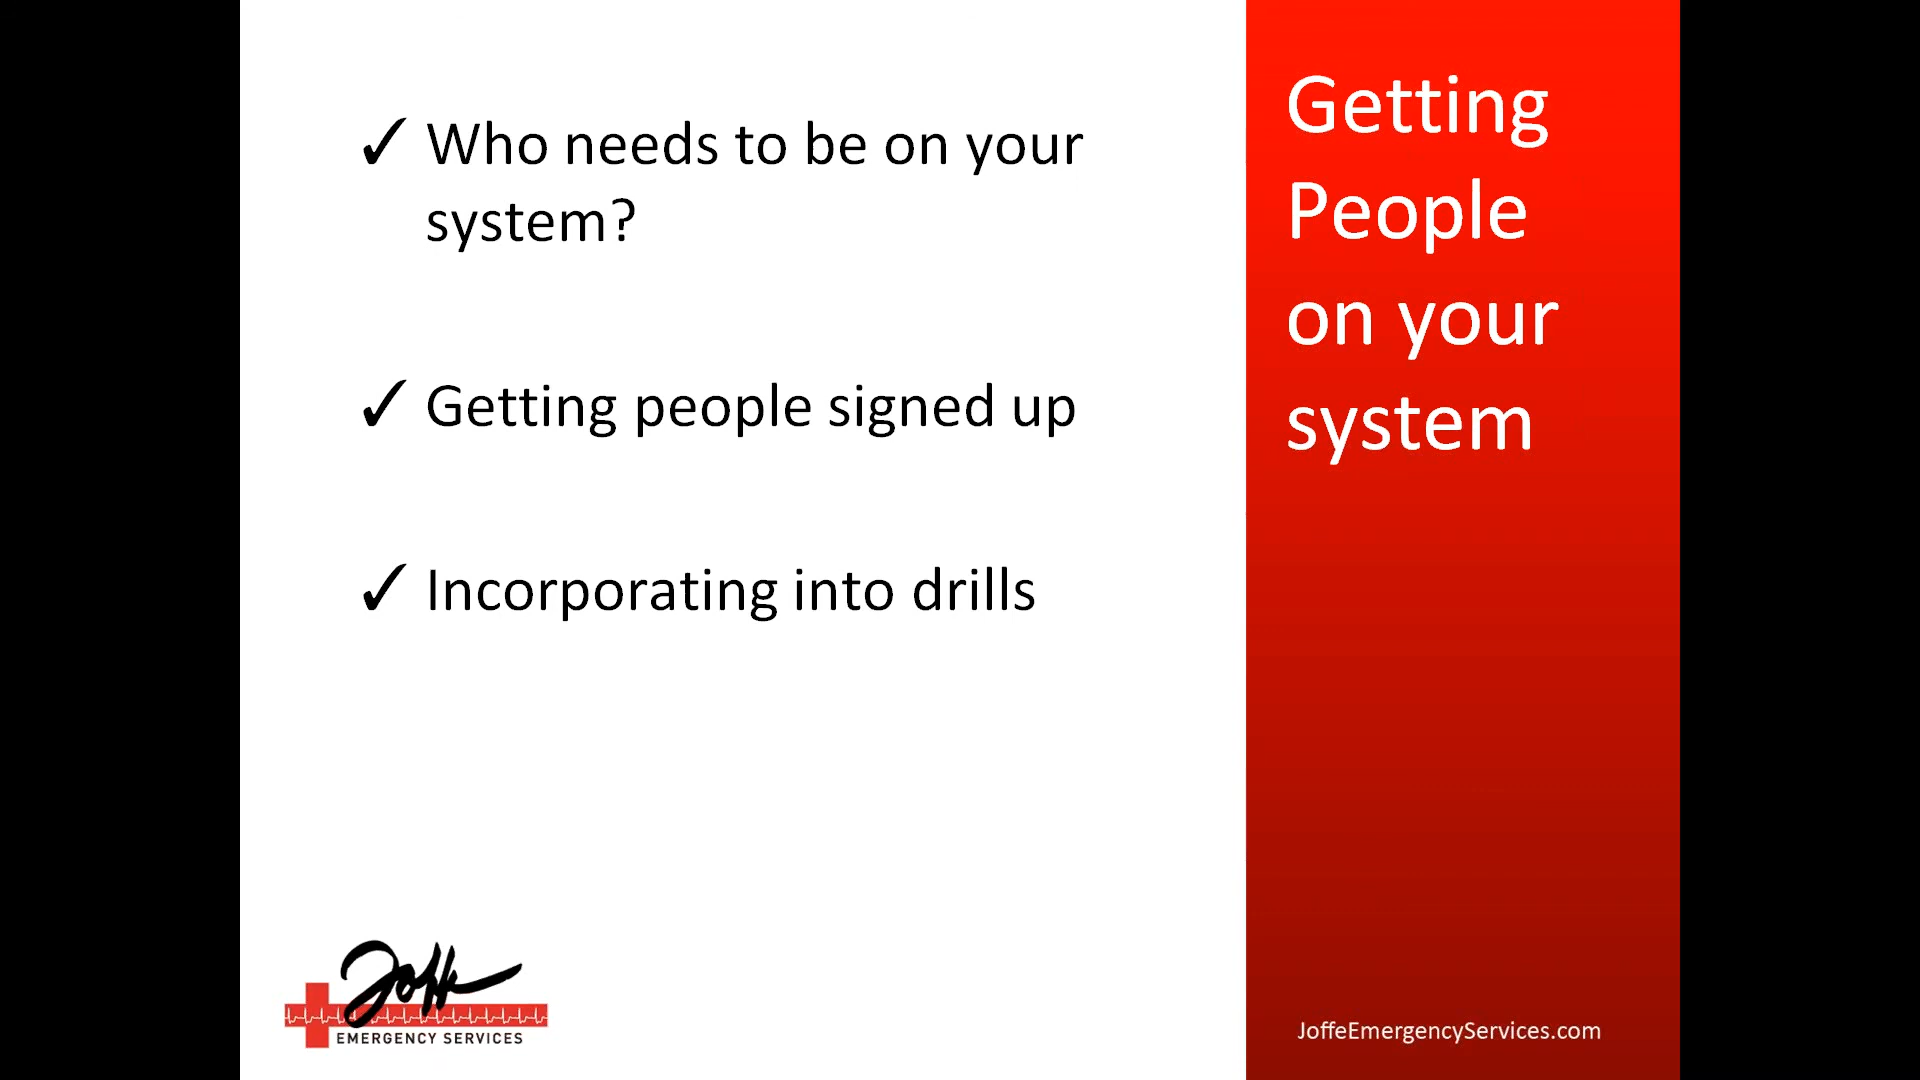 ✓ Who needs to be on your
system?
✓ Getting people signed up
✓ Incorporating into drills
Getting
People
on your
system
Joffe
EMERGENCY SERVICES
JoffeEmergencyServices.com